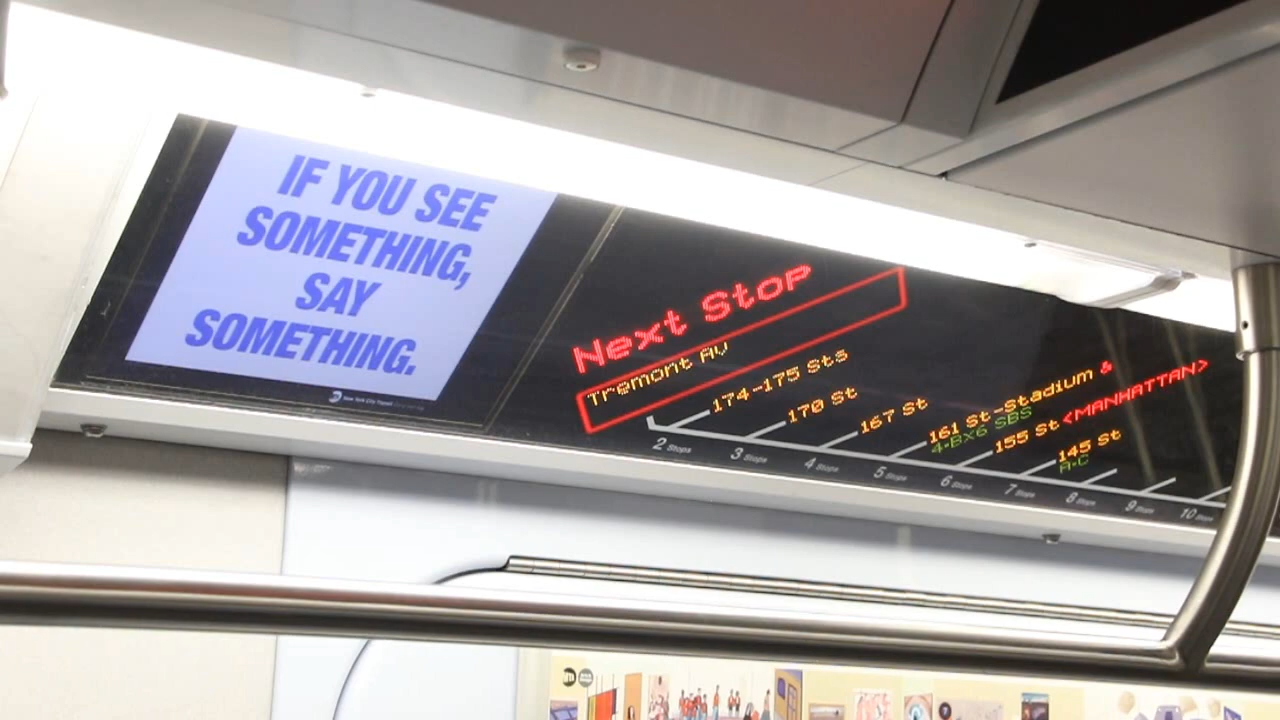 IF YOU SEE
SOMETHING,
SAY
SOMETHING.
New York City Transit
Next Stop
Tremont AV
174-175 Sts
170 St
167 St
161 St-Stadium &
4•BX6 SBS
155 St <MANHATTAN>
145 St
A•C
2 Stops
3 Stops
4 Stops
5 Stops
6 Stops
7 Stops
8 Stops
9 Stops
10 Stops